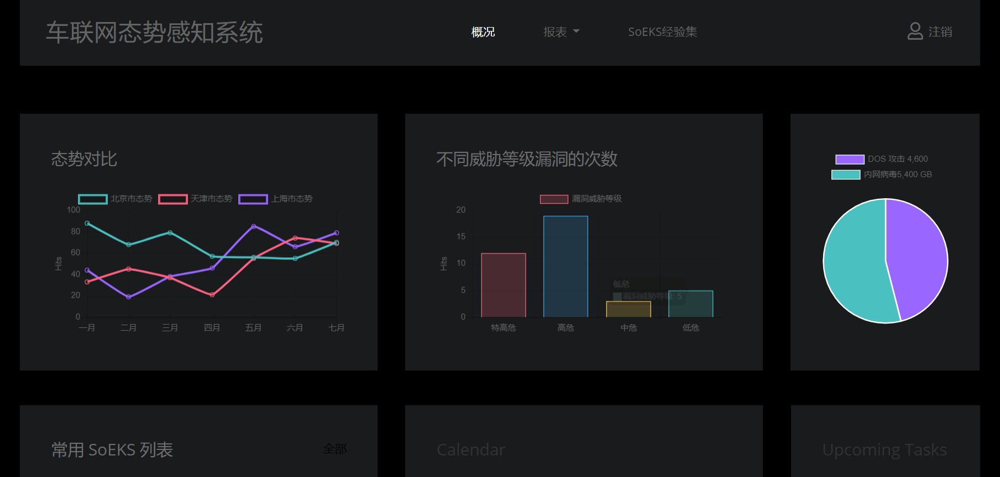 车联网态势感知系统
概况
报表
SoEKS经验集
注销
态势对比
北京市态势 天津市态势 上海市态势
100
80
60
40
20
0
Hits
一月 二月 三月 四月 五月 六月 七月
不同威胁等级漏洞的次数
漏洞威胁等级
20
15
10
5
0
Hits
低危
漏洞威胁等级: 5
特高危 高危 中危 低危
DOS 攻击 4,600
内网病毒5,400 GB
常用 SoEKS 列表
全部
Calendar
Upcoming Tasks